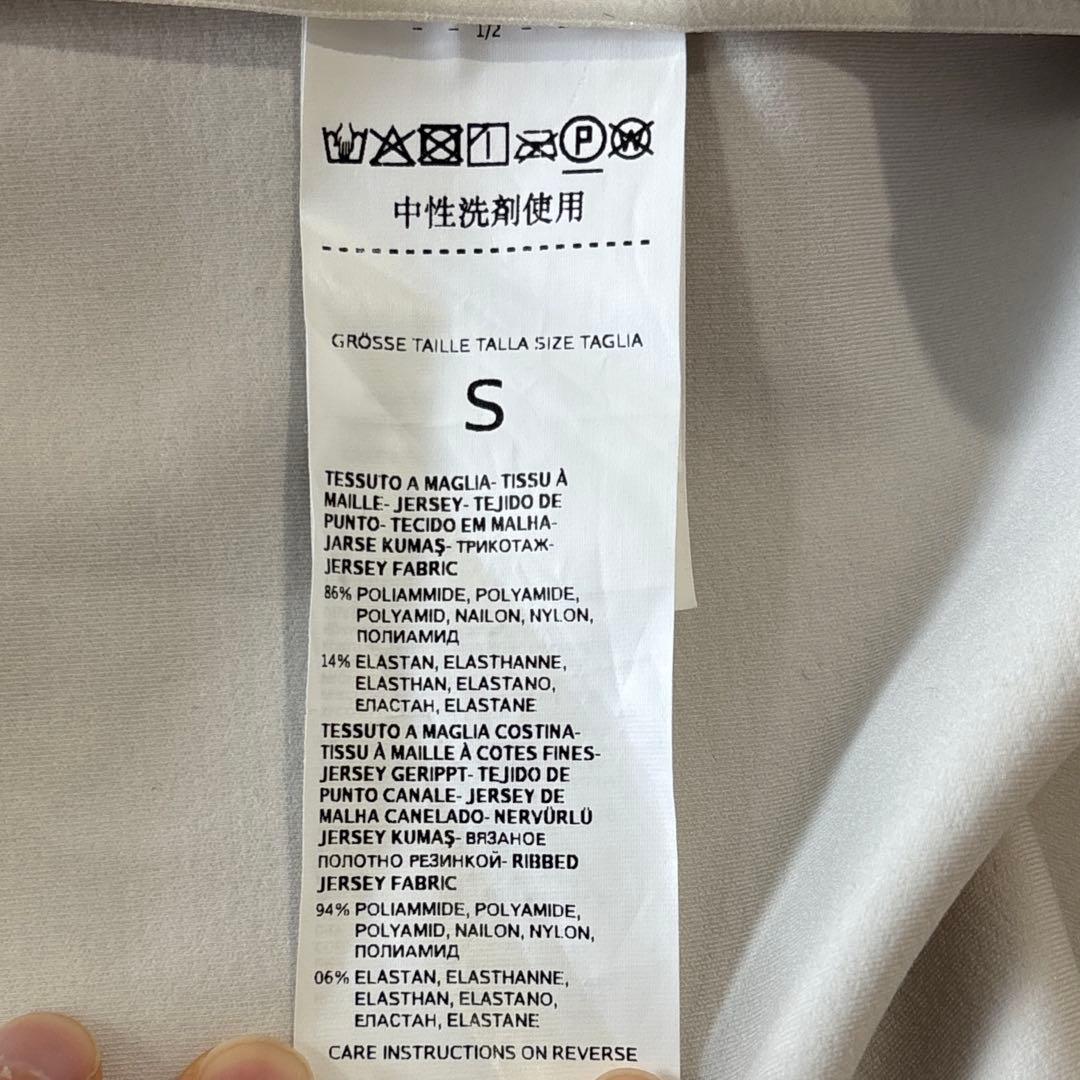 - - 1/2 - -
P W
中性洗剤使用
GRÖSSE TAILLE TALLA SIZE TAGLIA
S
TESSUTO A MAGLIA- TISSU À
MAILLE- JERSEY- TEJIDO DE
PUNTO- TECIDO EM MALHA-
JARSE KUMAŞ- ТРИКОТАЖ-
JERSEY FABRIC
86% POLIAMMIDE, POLYAMIDE,
POLYAMID, NAILON, NYLON,
ПОЛИАМИД
14% ELASTAN, ELASTHANNE,
ELASTHAN, ELASTANO,
ЕЛАСТАН, ELASTANE
TESSUTO A MAGLIA COSTINA-
TISSU À MAILLE À COTES FINES-
JERSEY GERIPPT- TEJIDO DE
PUNTO CANALE- JERSEY DE
MALHA CANELADO- NERVÜRLÜ
JERSEY KUMAŞ- ВЯЗАНОЕ
ПОЛОТНО РЕЗИНКОЙ- RIBBED
JERSEY FABRIC
94% POLIAMMIDE, POLYAMIDE,
POLYAMID, NAILON, NYLON,
ПОЛИАМИД
06% ELASTAN, ELASTHANNE,
ELASTHAN, ELASTANO,
ЕЛАСТАН, ELASTANE
CARE INSTRUCTIONS ON REVERSE